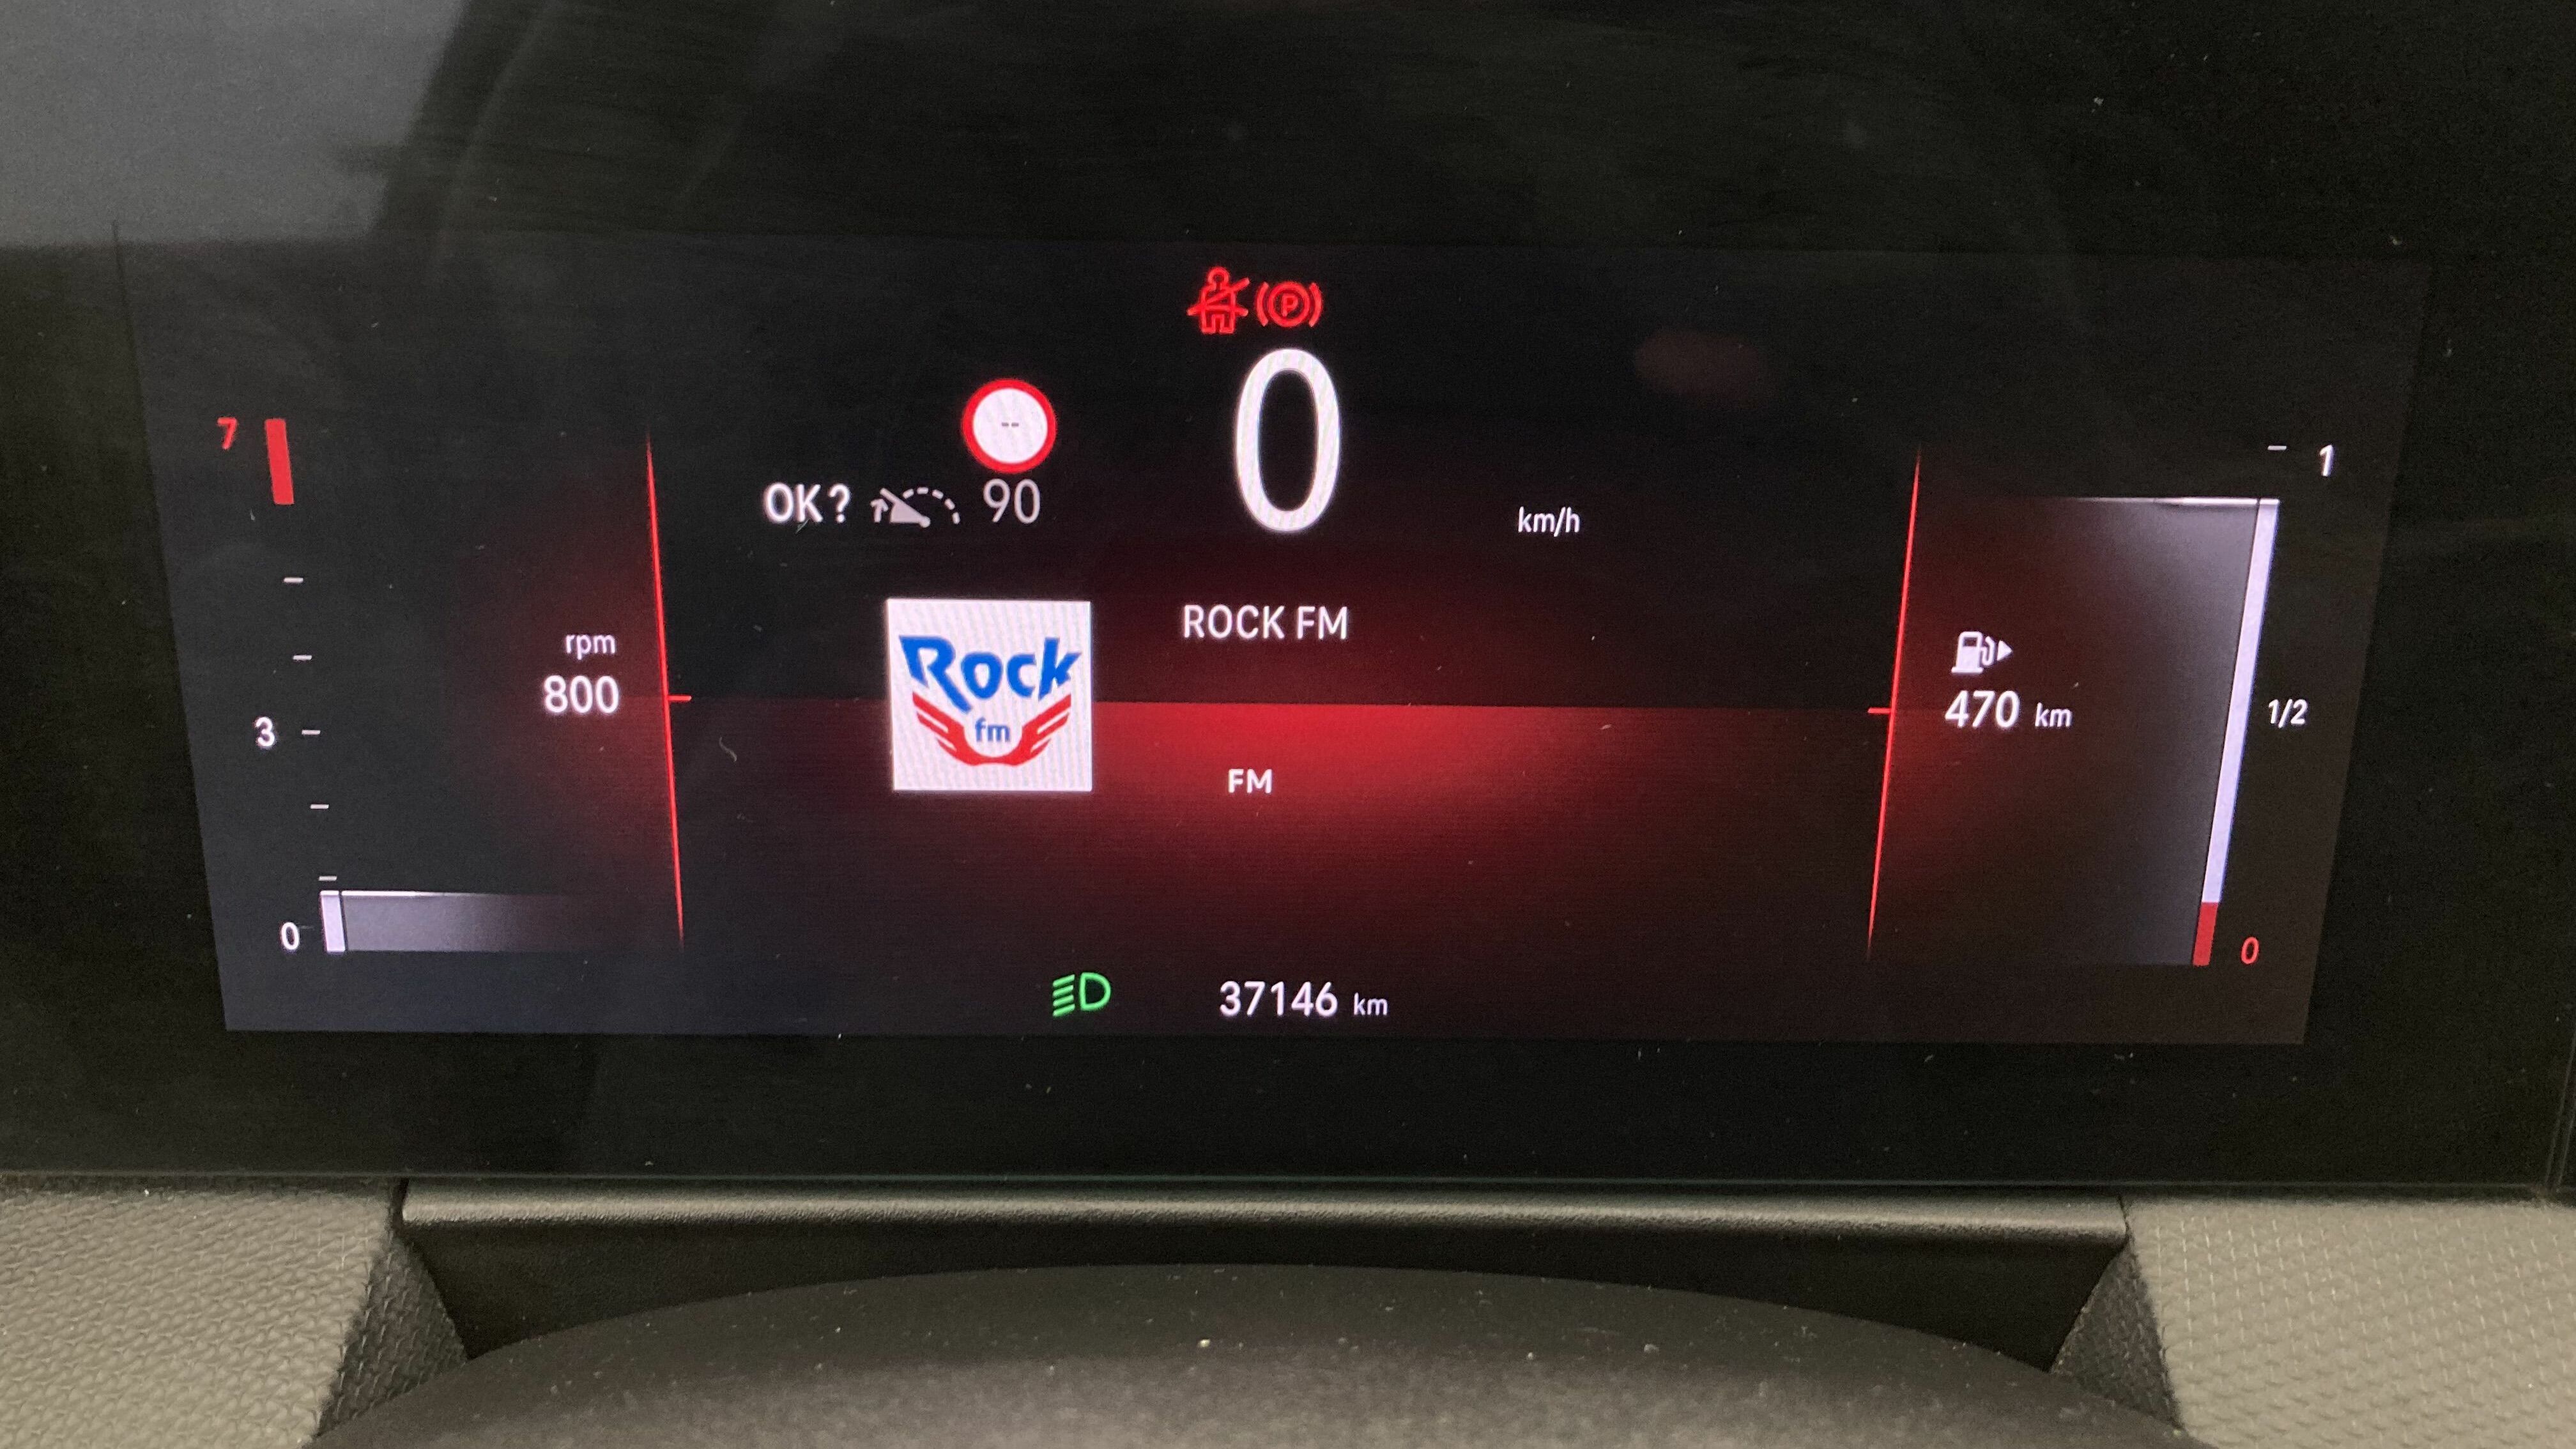 P
0
km/h
--
OK? 90
7
3
0
rpm
800
ROCK FM
FM
Rock
fm
1
1/2
0
470 km
37146 km